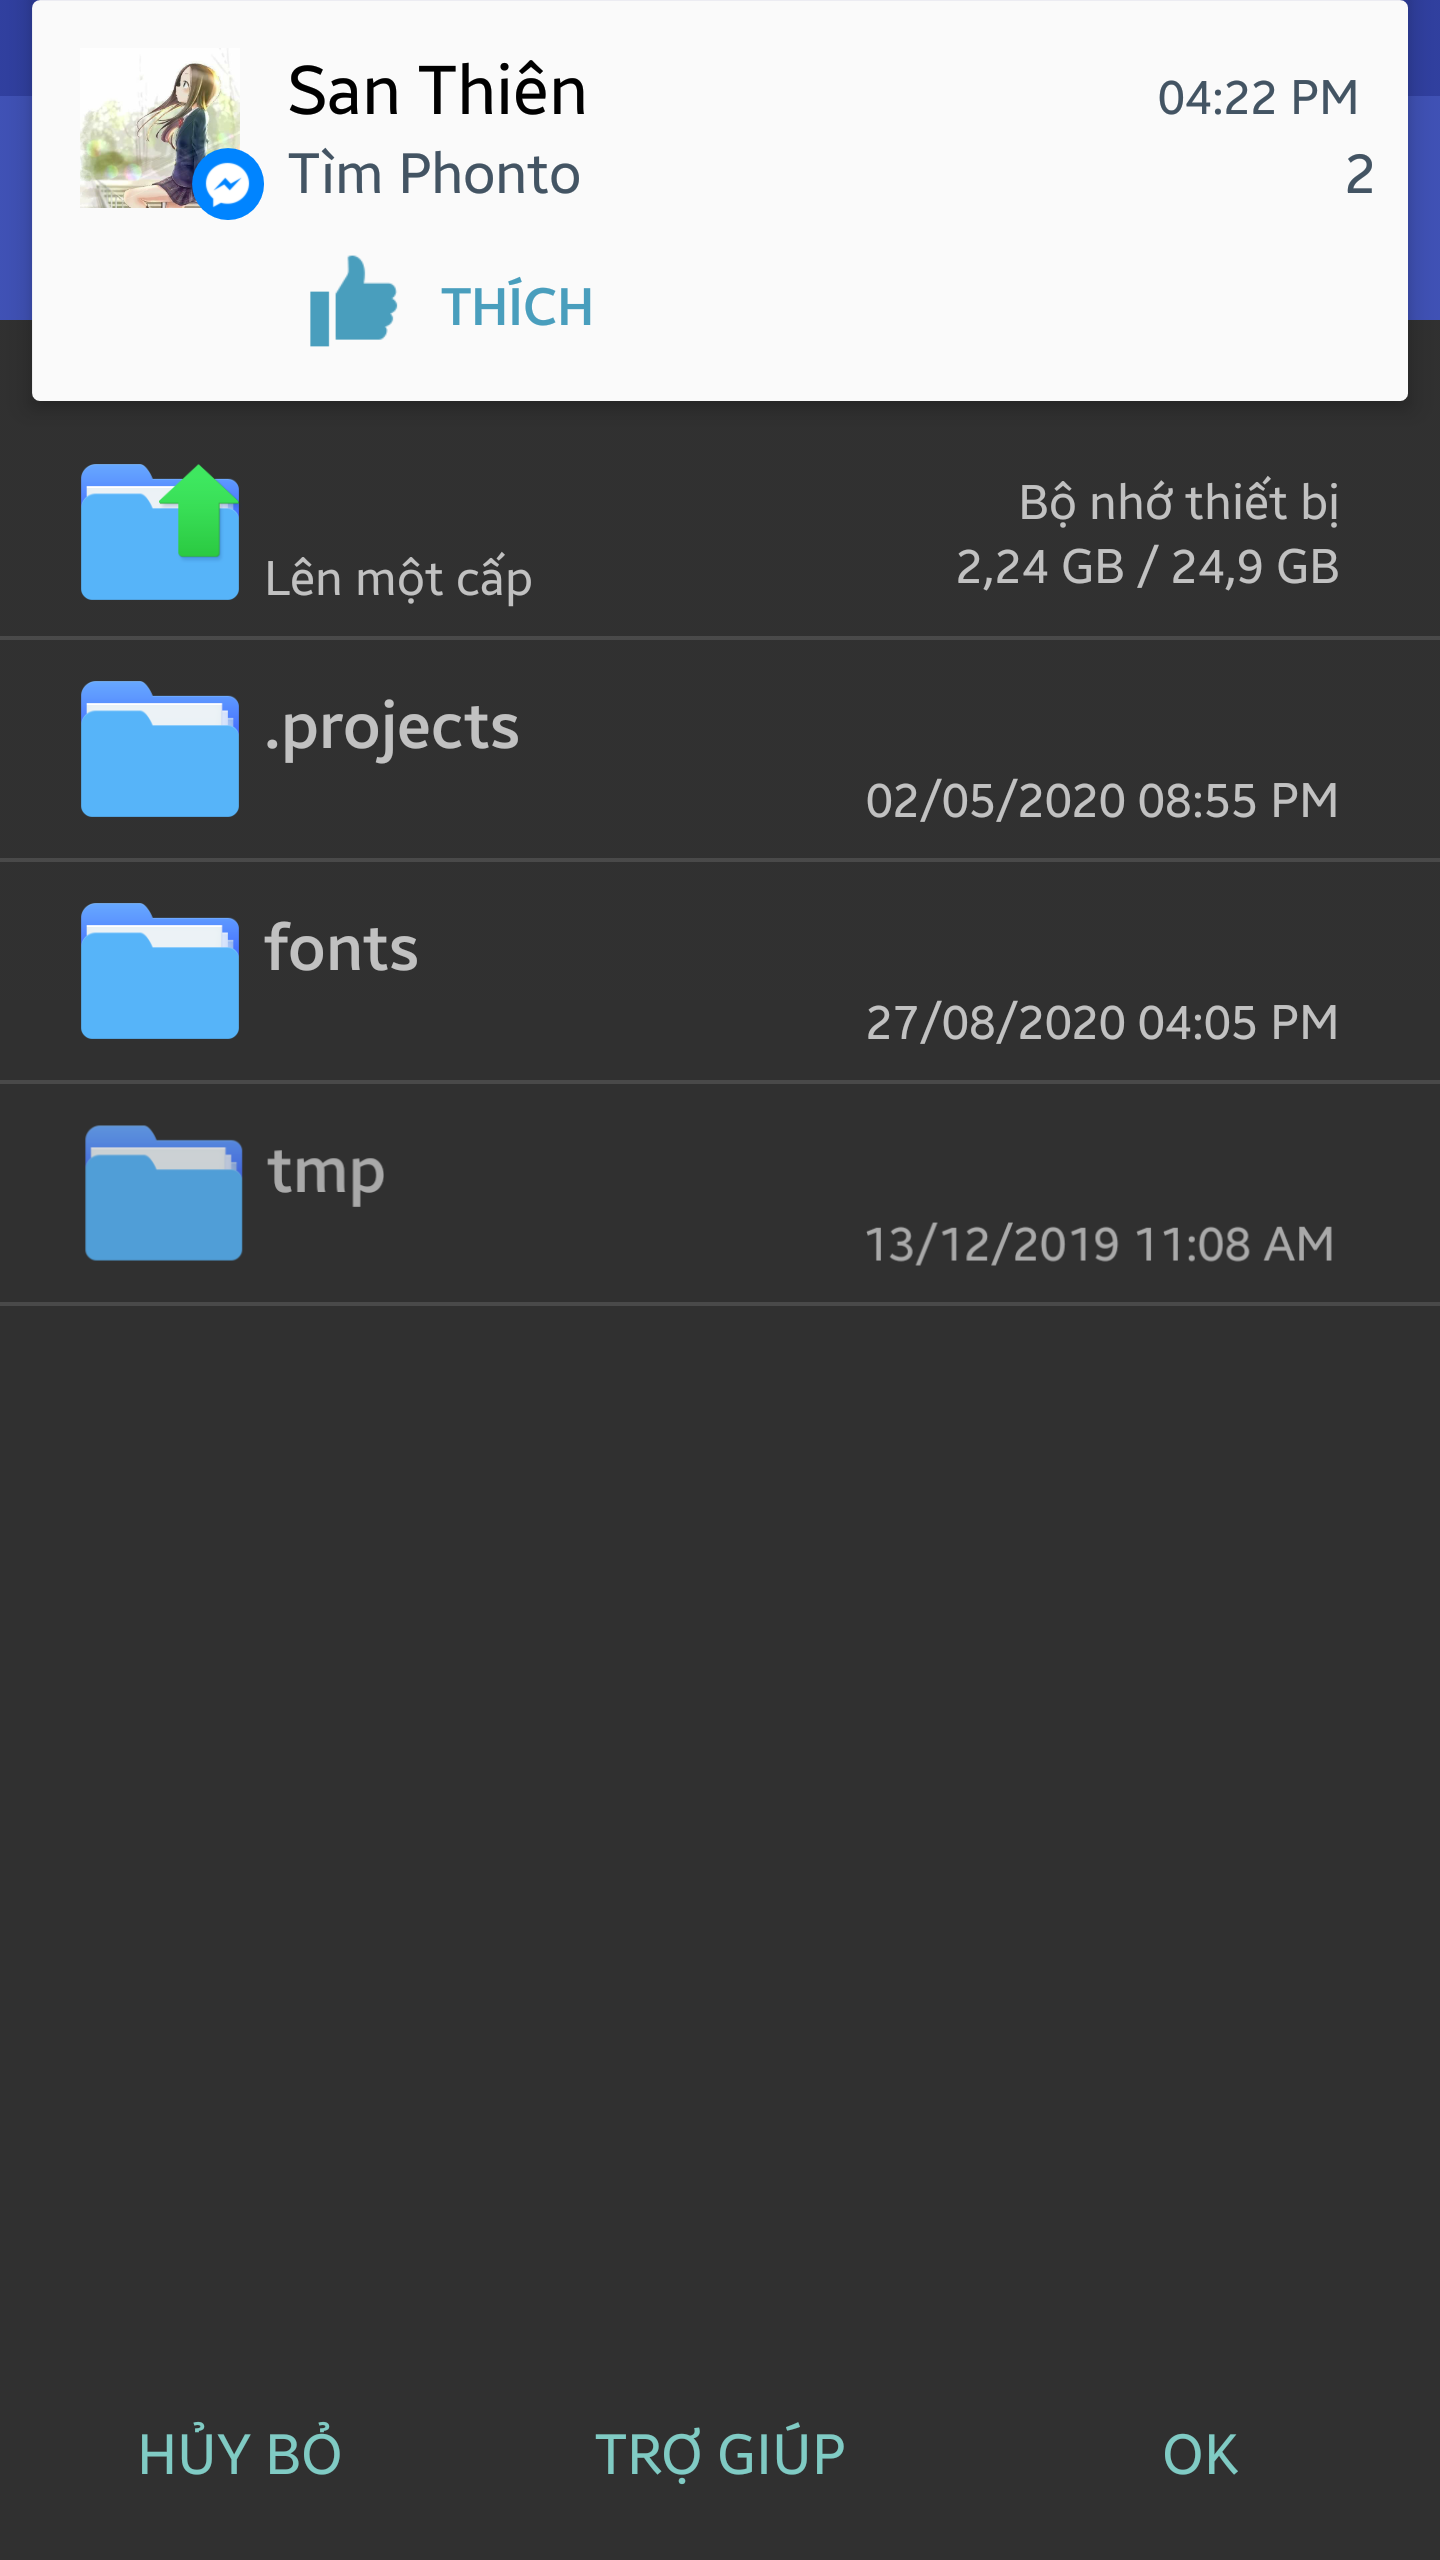 San Thiên
04:22 PM
Tìm Phonto
2
THÍCH
Bộ nhớ thiết bị
Lên một cấp
2,24 GB / 24,9 GB
.projects
02/05/2020 08:55 PM
fonts
27/08/2020 04:05 PM
tmp
13/12/2019 11:08 AM
HỦY BỎ
TRỢ GIÚP
OK